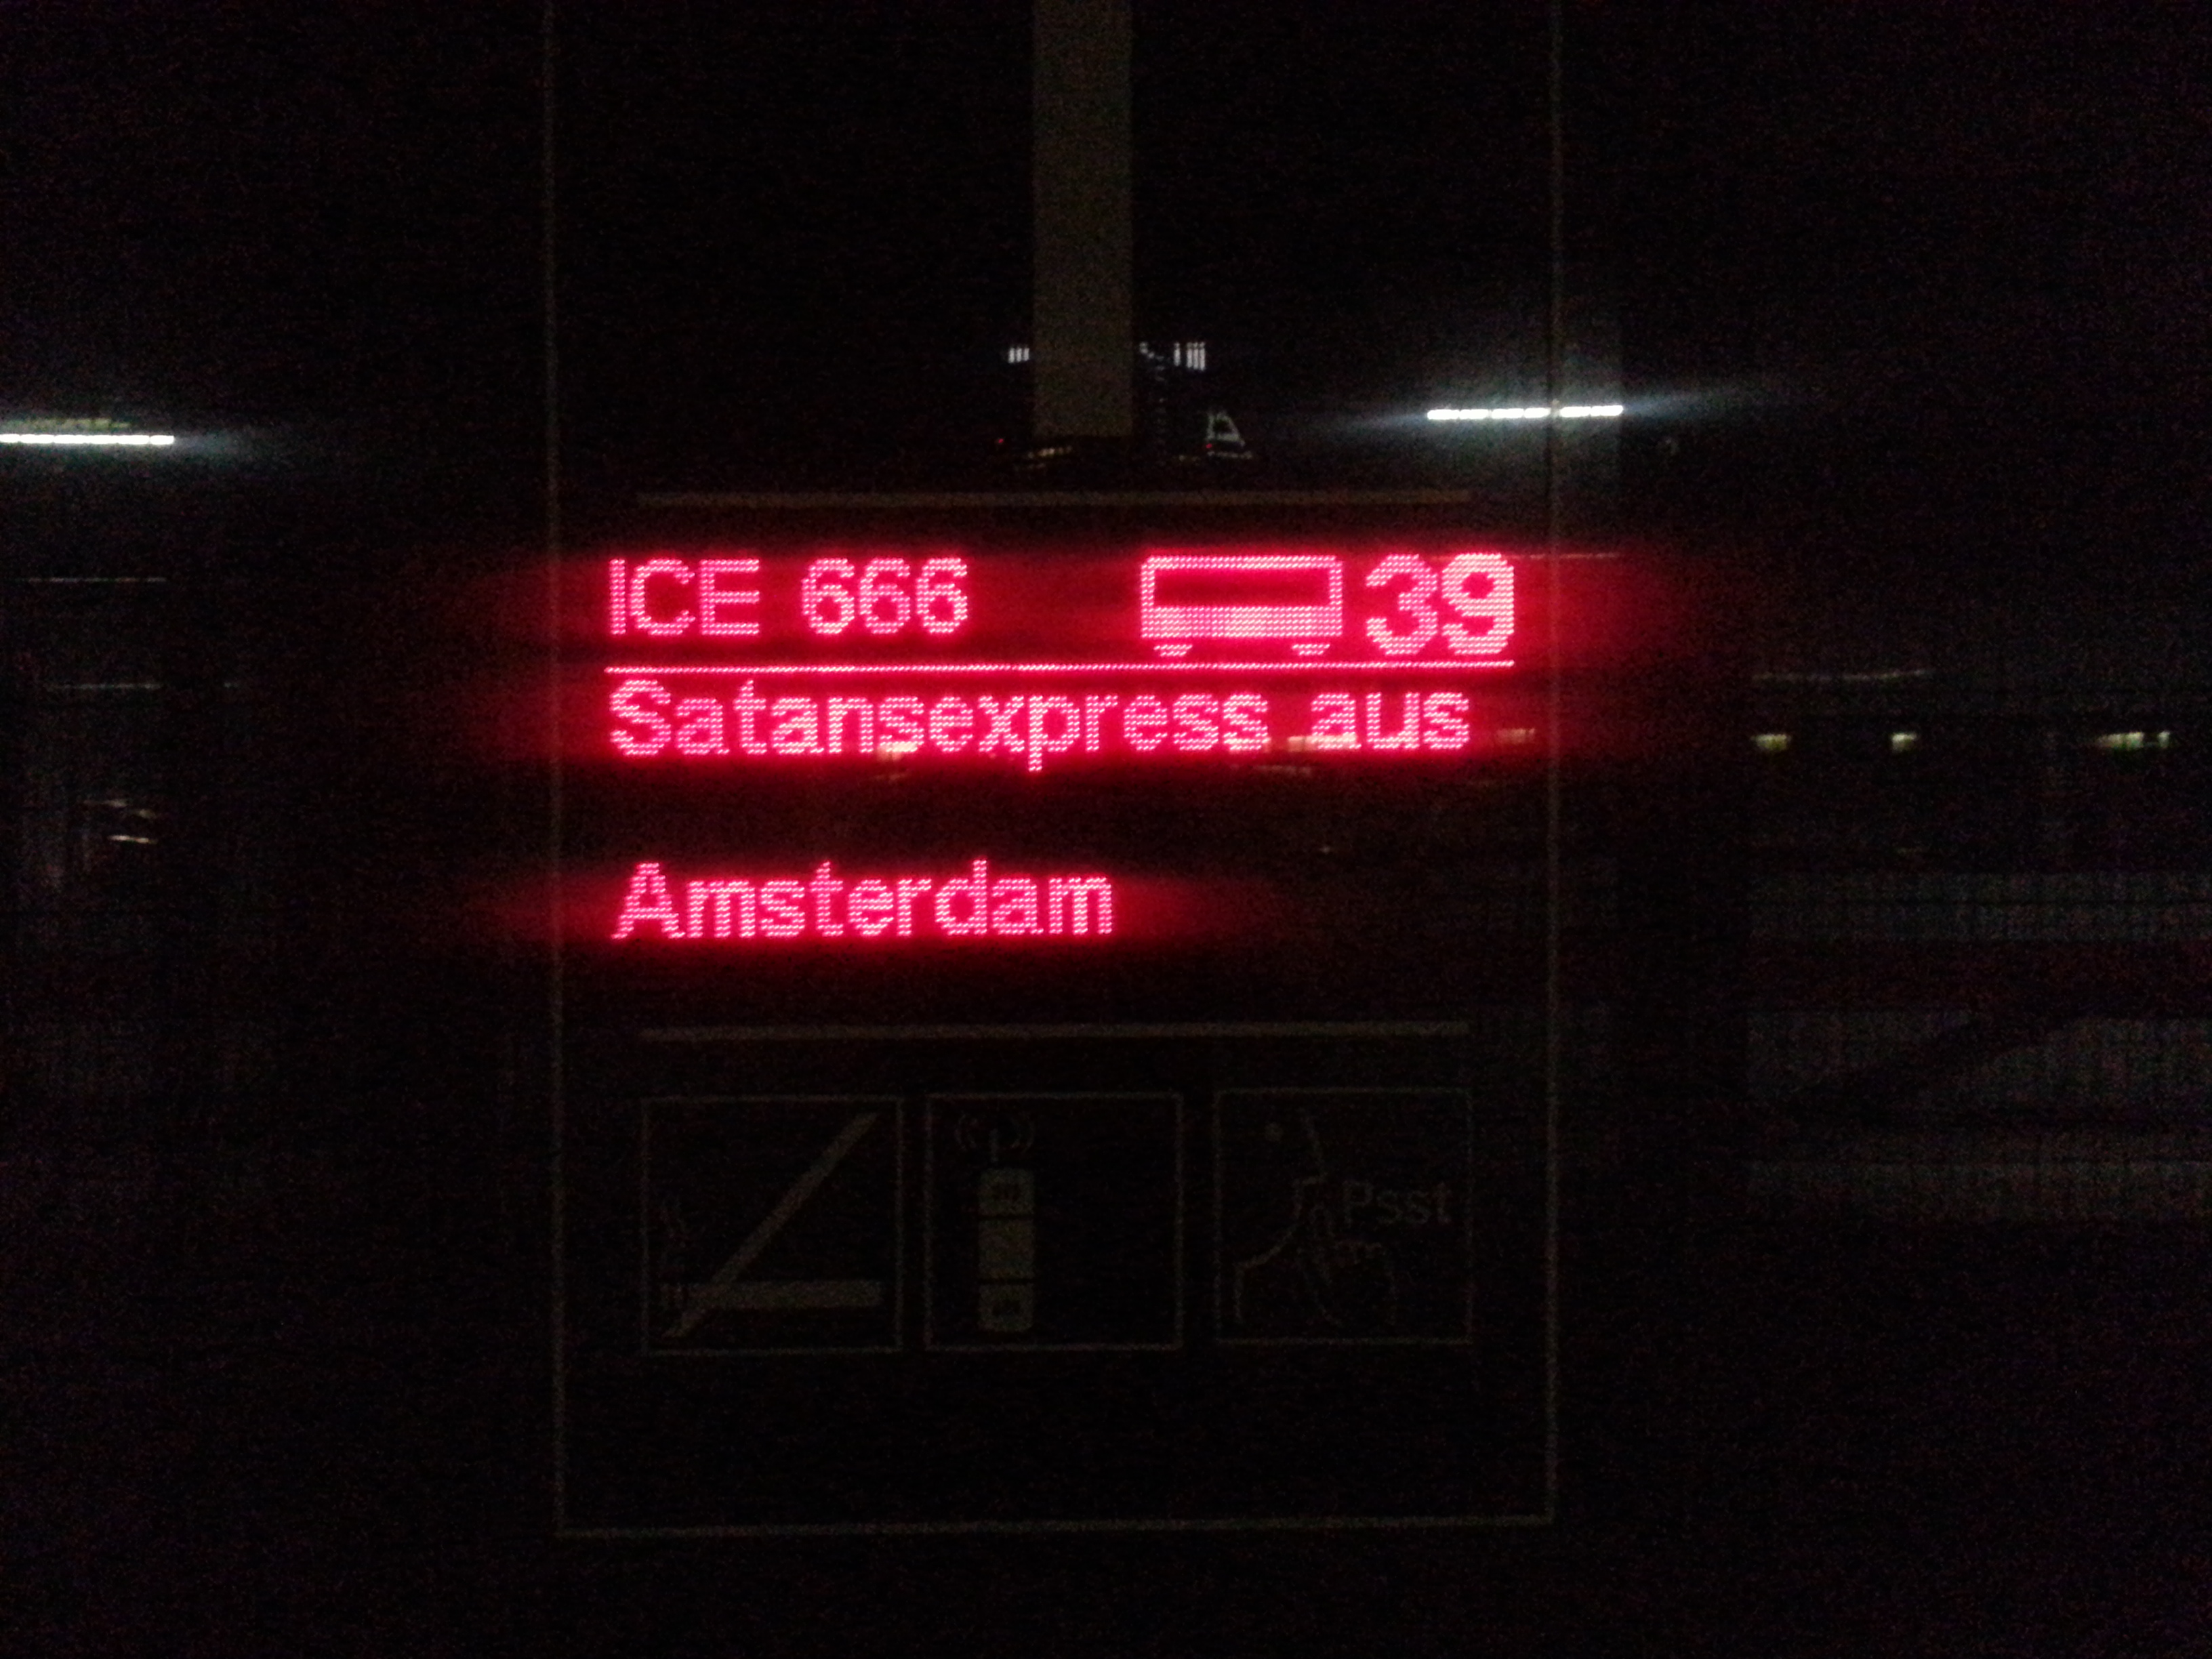 ICE 666 39
Satansexpress aus
Amsterdam
Psst